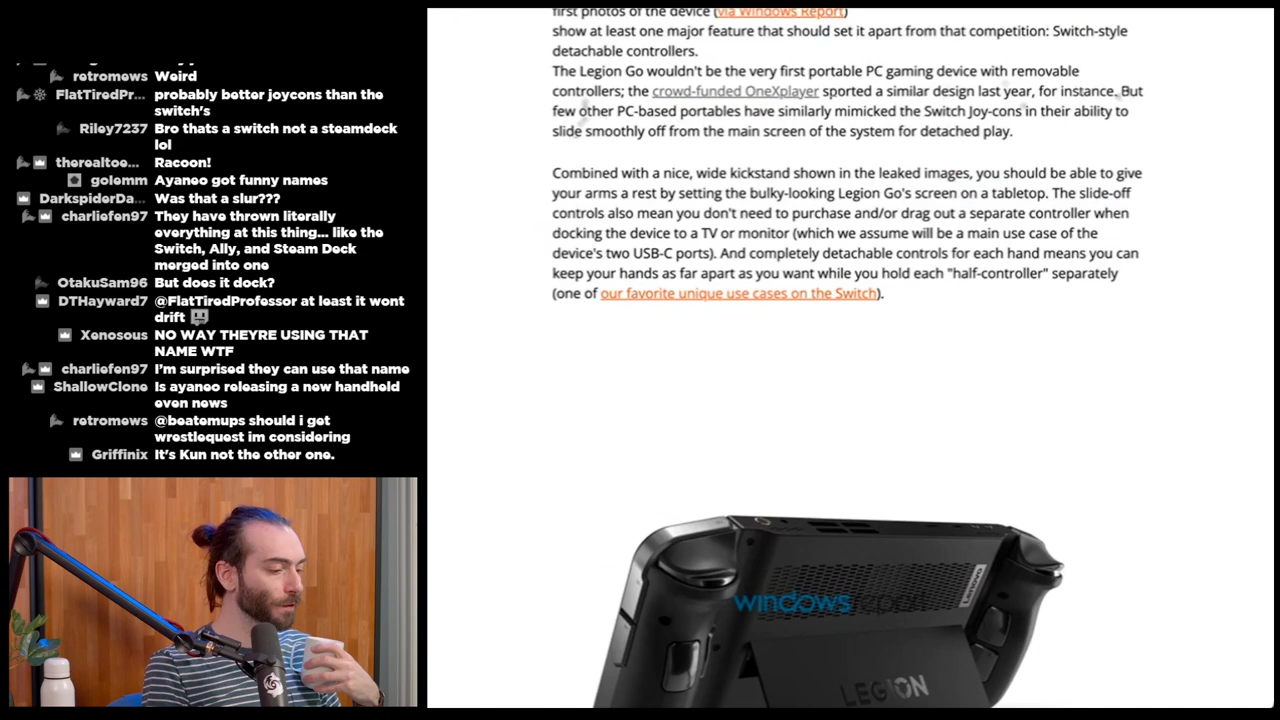 retromews Weird
FlatTiredPr... probably better joycons than the
switch's
Riley7237 Bro thats a switch not a steamdeck
lol
therealtoe... Racoon!
golemm Ayaneo got funny names
DarkspiderDa... Was that a slur???
charliefen97 They have thrown literally
everything at this thing... like the
Switch, Ally, and Steam Deck
merged into one
OtakuSam96 But does it dock?
DTHayward7 @FlatTiredProfessor at least it wont
drift
Xenosous NO WAY THEYRE USING THAT
NAME WTF
charliefen97 I'm surprised they can use that name
ShallowClone Is ayaneo releasing a new handheld
even news
retromews @beatemups should i get
wrestlequest im considering
Griffinix It's Kun not the other one.
first photos of the device (via Windows Report)
show at least one major feature that should set it apart from that competition: Switch-style
detachable controllers.
The Legion Go wouldn't be the very first portable PC gaming device with removable
controllers; the crowd-funded OneXplayer sported a similar design last year, for instance. But
few other PC-based portables have similarly mimicked the Switch Joy-cons in their ability to
slide smoothly off from the main screen of the system for detached play.
Combined with a nice, wide kickstand shown in the leaked images, you should be able to give
your arms a rest by setting the bulky-looking Legion Go's screen on a tabletop. The slide-off
controls also mean you don't need to purchase and/or drag out a separate controller when
docking the device to a TV or monitor (which we assume will be a main use case of the
device's two USB-C ports). And completely detachable controls for each hand means you can
keep your hands as far apart as you want while you hold each "half-controller" separately
(one of our favorite unique use cases on the Switch).
windowsreport
Lenovo
LEGION